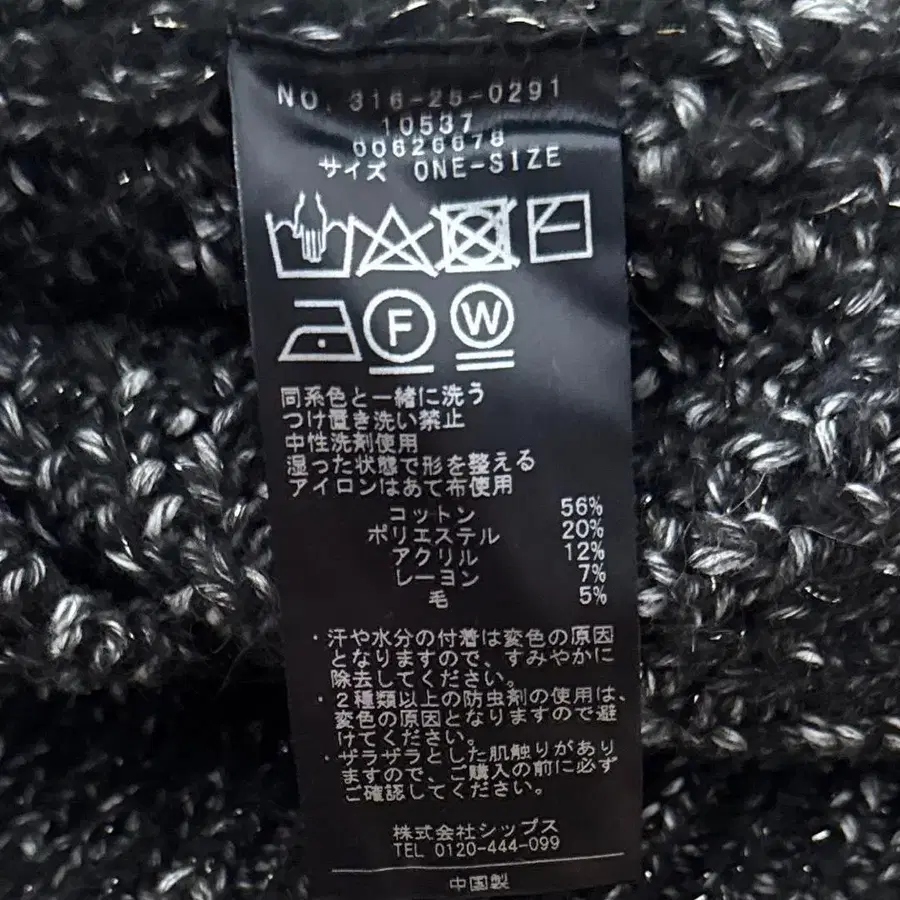 NO. 316-25-0291
10537
00626678
サイズ ONE-SIZE
F
W
同系色と一緒に洗う
つけ置き洗い禁止
中性洗剤使用
湿った状態で形を整える
アイロンはあて布使用
コットン 56%
ポリエステル 20%
アクリル 12%
レーヨン 7%
毛 5%
・汗や水分の付着は変色の原因
となりますので、すみやかに
除去してください。
・2種類以上の防虫剤の使用は、
変色の原因となりますので避
けてください。
・ザラザラとした肌触りがあり
ますので、ご購入の前に必ず
ご確認してください。
株式会社シップス
TEL 0120-444-099
中国製